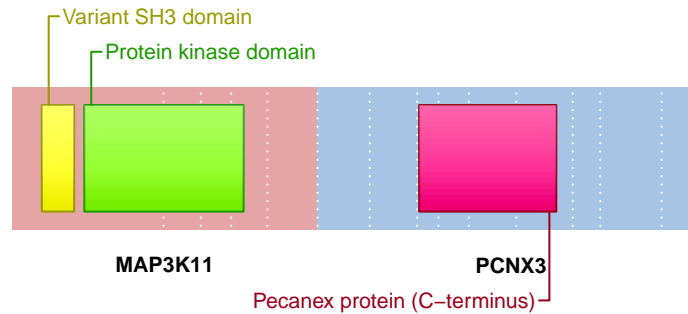 Variant SH3 domain
Protein kinase domain
MAP3K11
PCNX3
Pecanex protein (C−terminus)